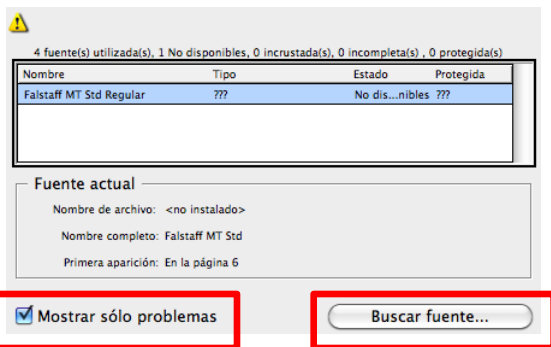 4 fuente(s) utilizada(s), 1 No disponibles, 0 incrustada(s), 0 incompleta(s) , 0 protegida(s)
Nombre Tipo Estado Protegida
Falstaff MT Std Regular ??? No dis...nibles ???
Fuente actual
Nombre de archivo: <no instalado>
Nombre completo: Falstaff MT Std
Primera aparición: En la página 6
Mostrar sólo problemas Buscar fuente...